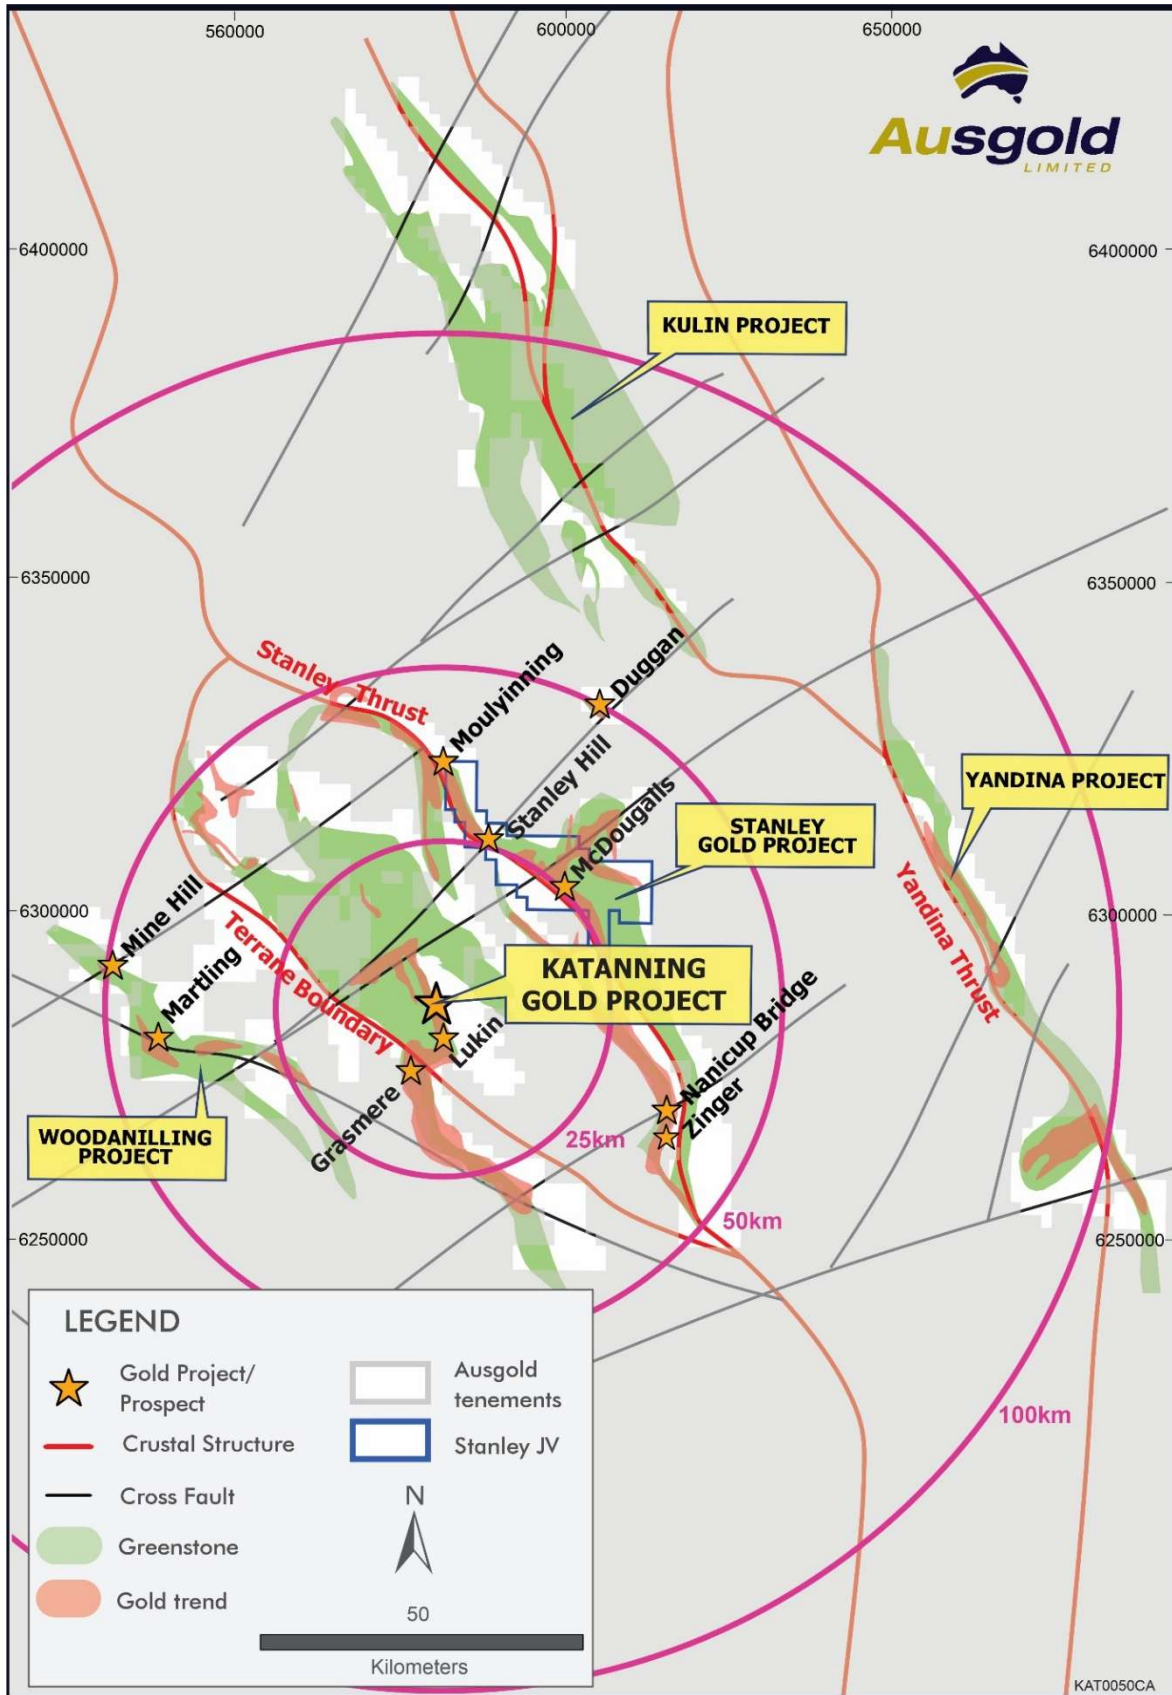 560000
600000
650000
Ausgold
LIMITED
6400000
6400000
KULIN PROJECT
6350000
6350000
Stanley Thrust
Moulyinning
Duggan
Stanley Hill
McDougalls
YANDINA PROJECT
STANLEY
GOLD PROJECT
Yandina Thrust
6300000
6300000
Mine Hill
Martling
Terrane Boundary
KATANNING
GOLD PROJECT
Lukin
Grasmere
Nanicup Bridge
Zinger
WOODANILLING
PROJECT
25km
50km
6250000
6250000
100km
LEGEND
Gold Project/
Prospect
Crustal Structure
Cross Fault
Greenstone
Gold trend
Ausgold
tenements
Stanley JV
N
50
Kilometers
KAT0050CA